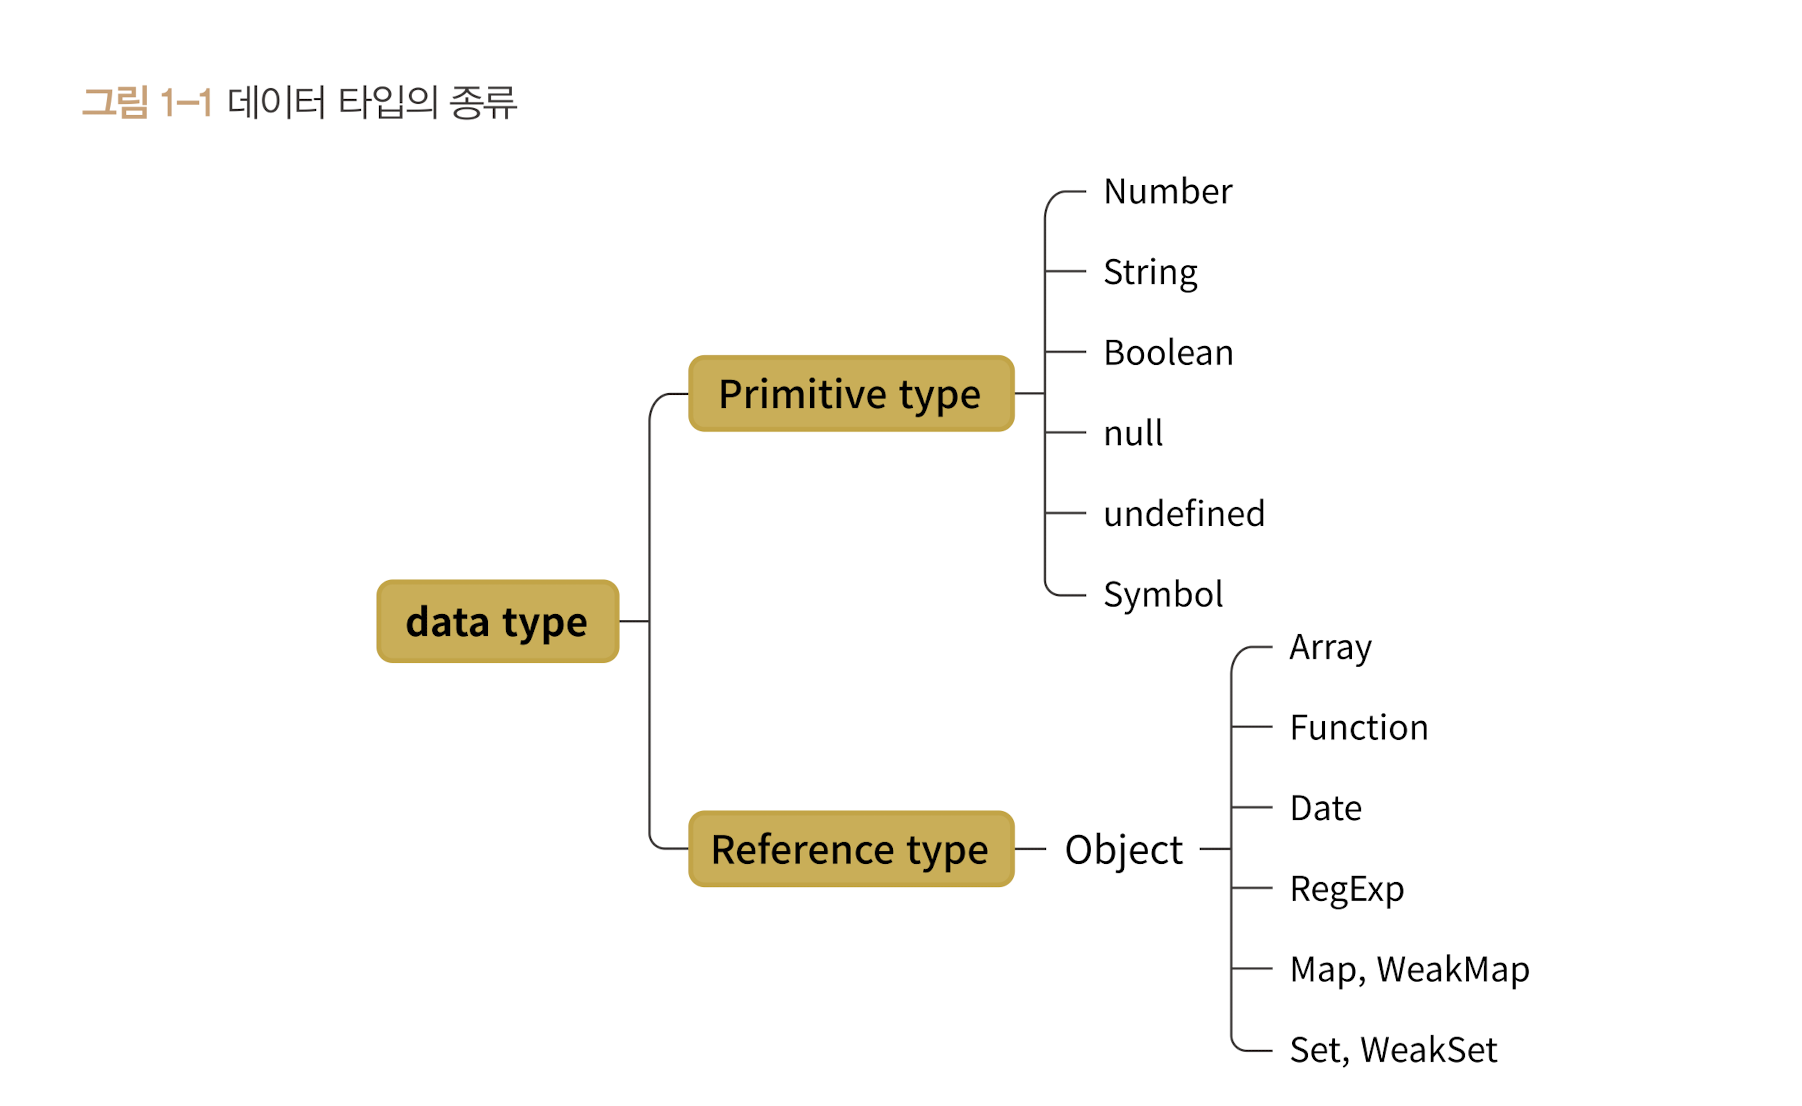 그림 1-1 데이터 타입의 종류
Number
String
Boolean
Primitive type
null
undefined
Symbol
data type
Array
Function
Date
Reference type
Object
RegExp
Map, WeakMap
Set, WeakSet